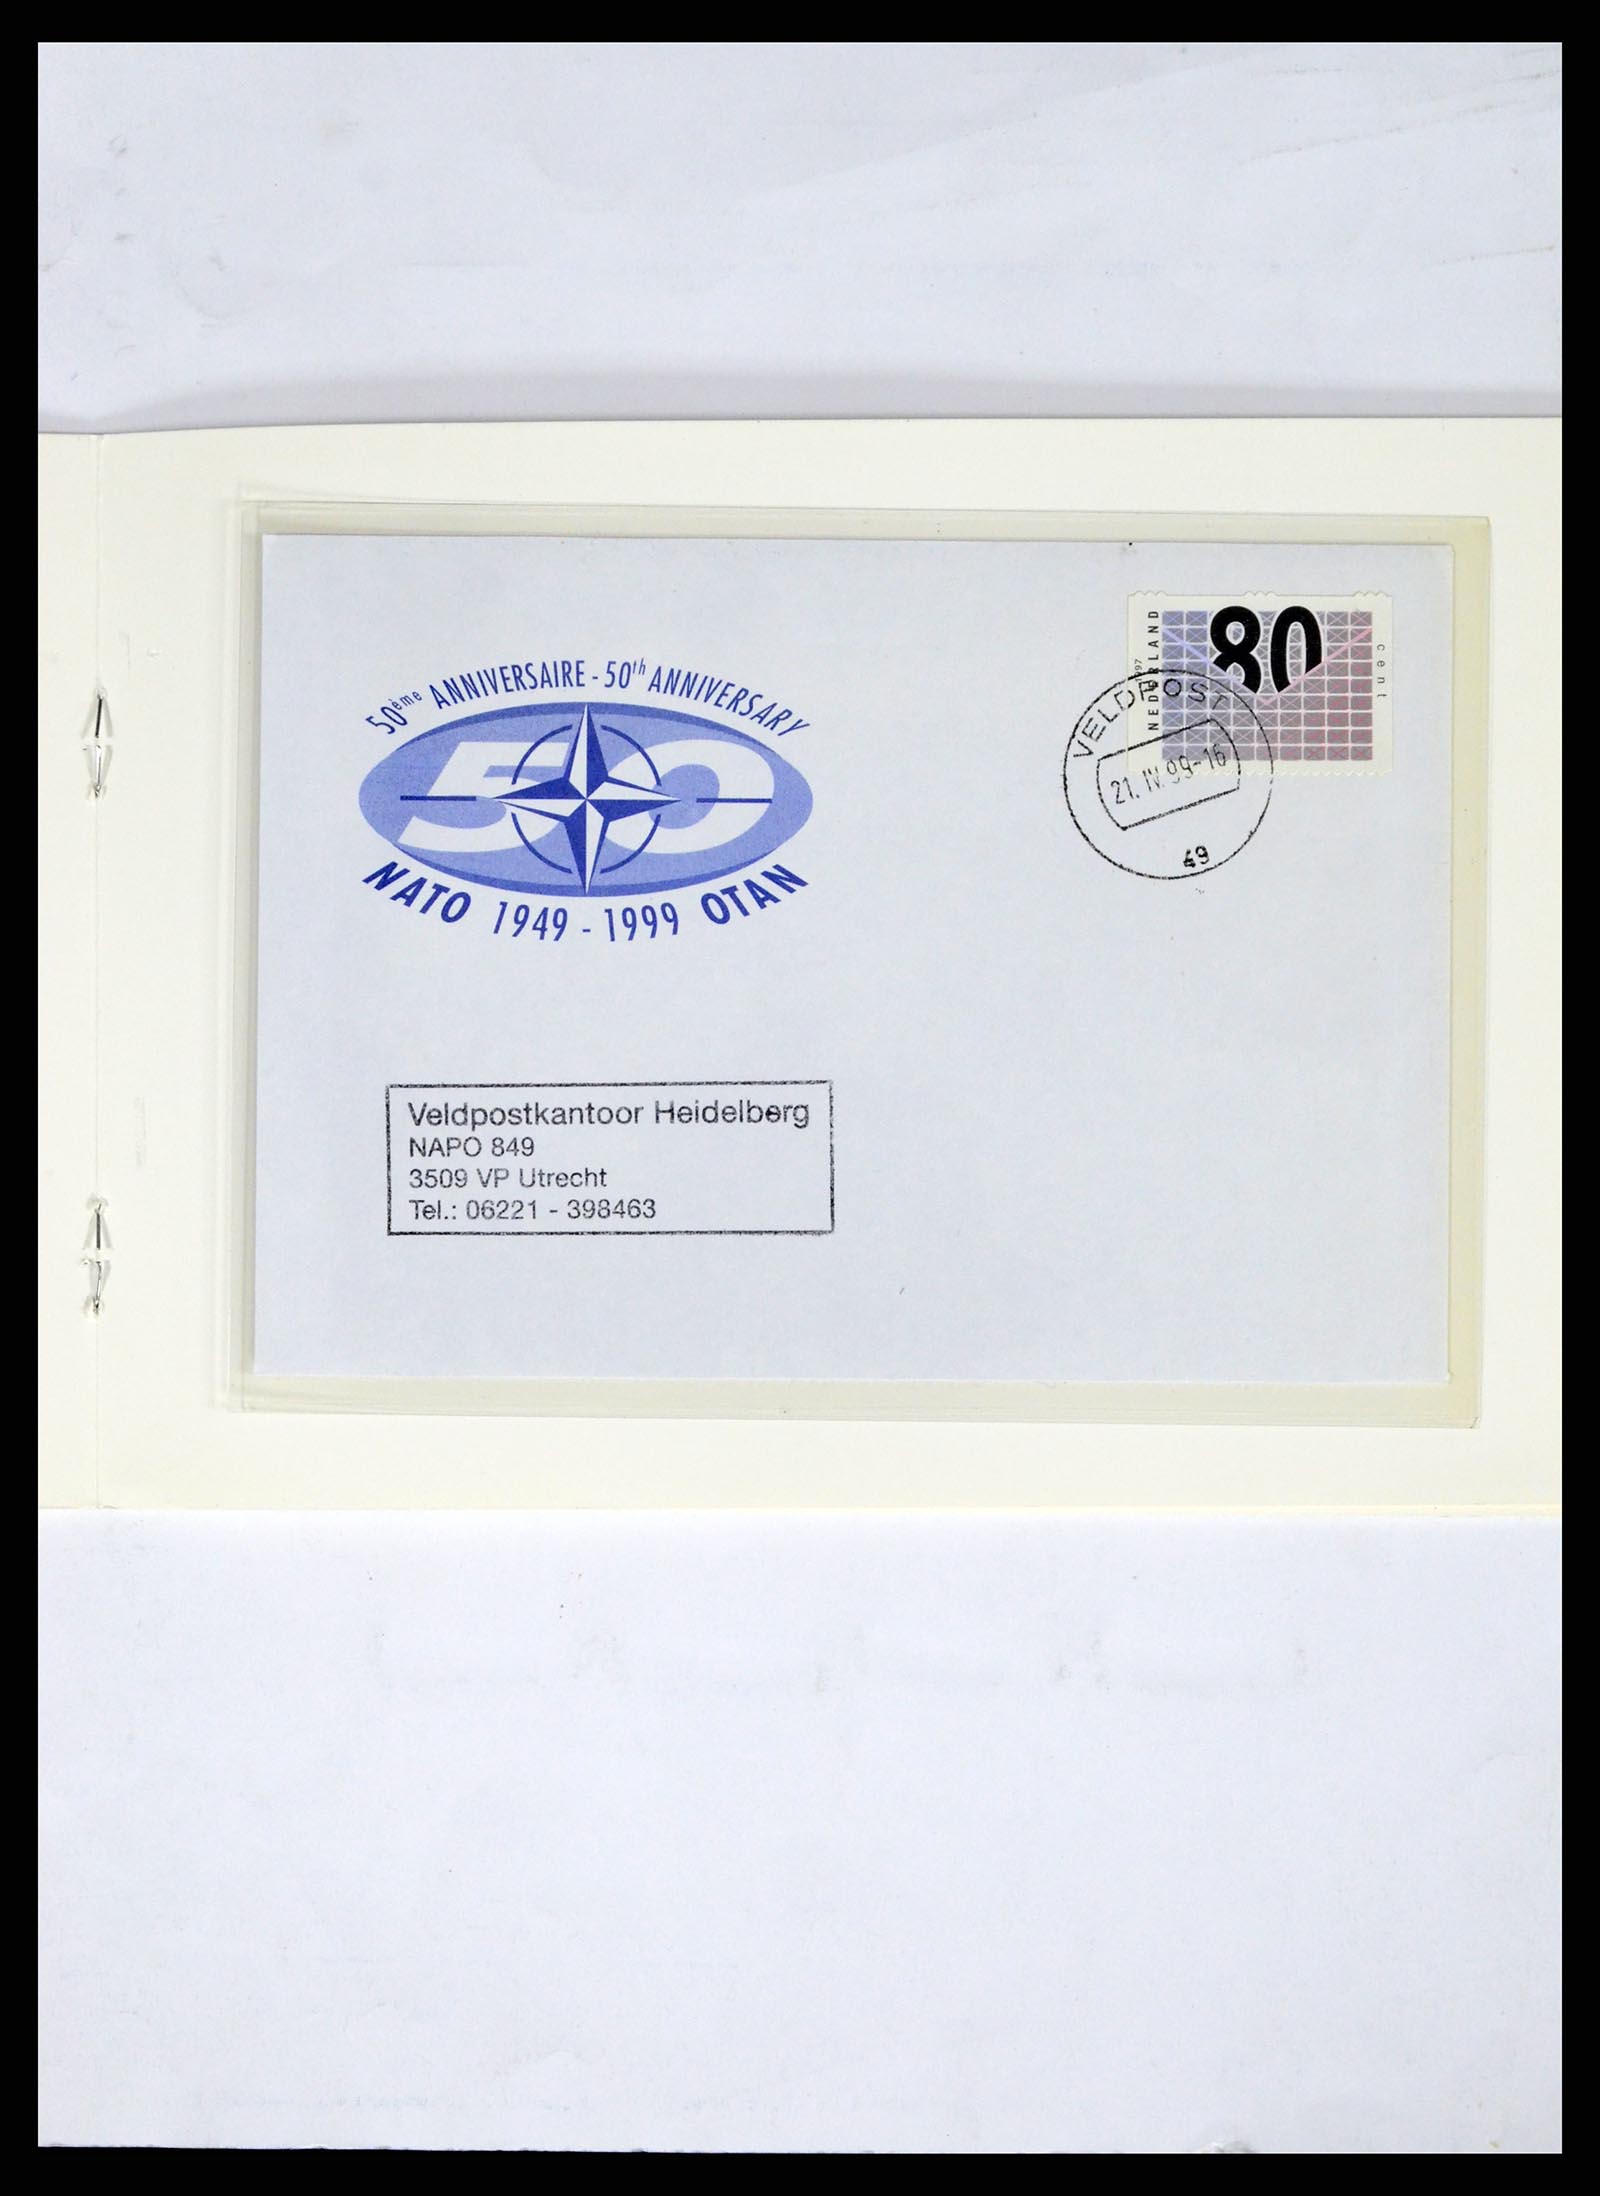 50ème ANNIVERSAIRE - 50th ANNIVERSARY
50
NATO 1949 - 1999 OTAN
NEDERLAND
1997
80
cent
VELDPOST
21.IV.99-16
49
Veldpostkantoor Heidelberg
NAPO 849
3509 VP Utrecht
Tel.: 06221 - 398463